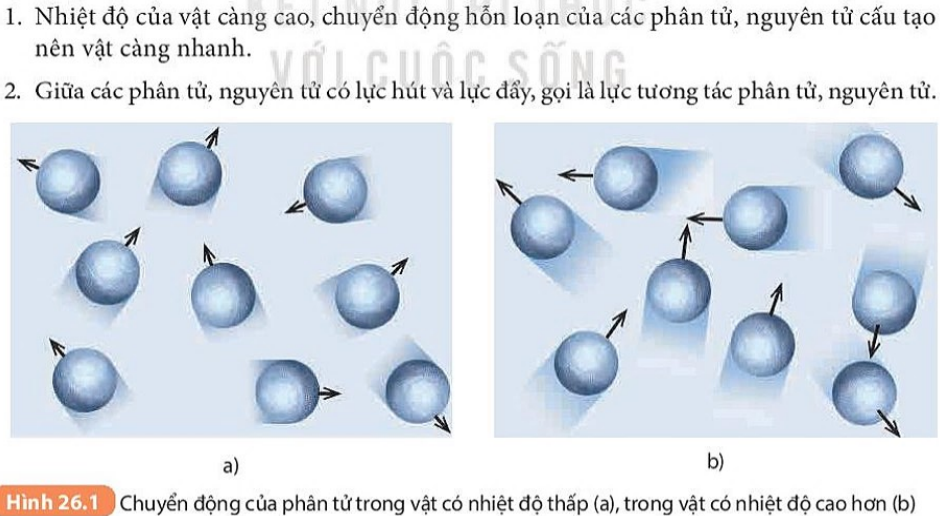 1. Nhiệt độ của vật càng cao, chuyển động hỗn loạn của các phân tử, nguyên tử cấu tạo
nên vật càng nhanh.
VỚI CUỘC SỐNG
2. Giữa các phân tử, nguyên tử có lực hút và lực đẩy, gọi là lực tương tác phân tử, nguyên tử.
a)
b)
Hình 26.1 Chuyển động của phân tử trong vật có nhiệt độ thấp (a), trong vật có nhiệt độ cao hơn (b)